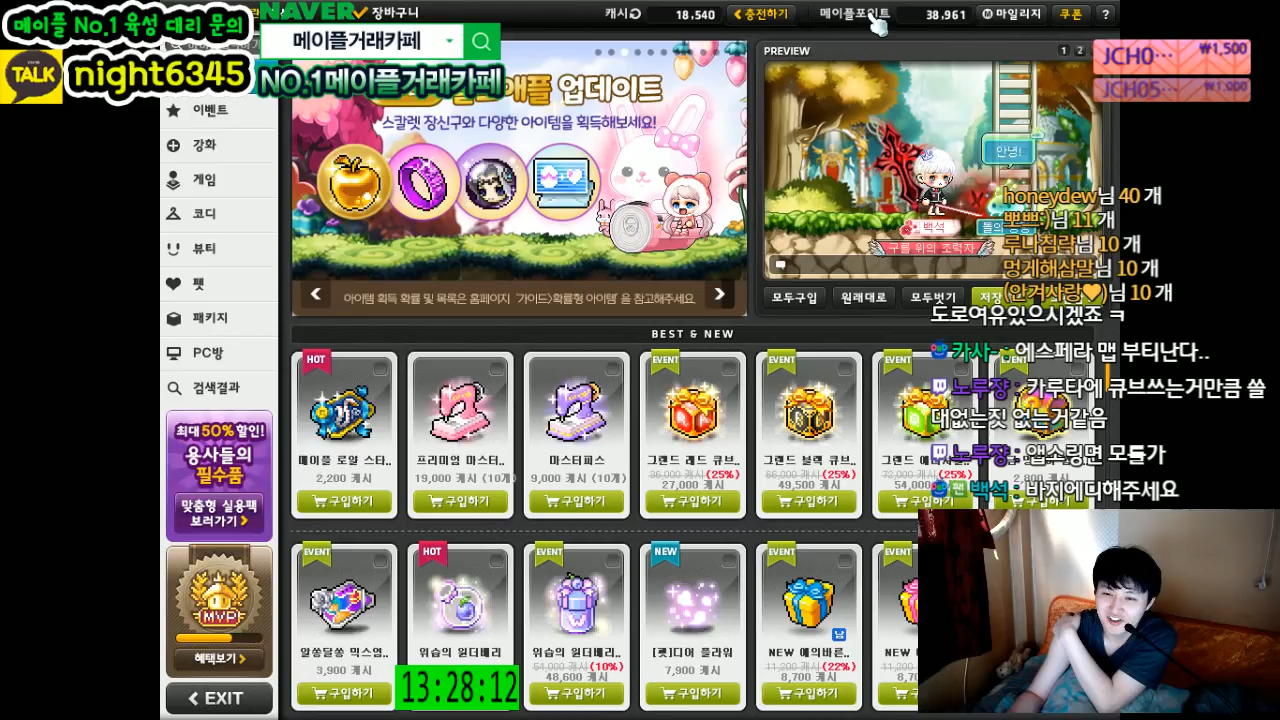 메이플 No.1 육성 대리 문의
TALK night6345
NAVER
장바구니
메이플거래카페
NO.1메이플거래카페
캐시 18,540 충전하기
메이플포인트 38,961 마일리지 쿠폰 ?
이벤트
강화
게임
코디
뷰티
펫
패키지
PC방
검색결과
최대 50% 할인!
용사들의
필수품
맞춤형 실용팩
보러가기
MVP
혜택보기
EXIT
업데이트
스칼렛 장신구와 다양한 아이템을 획득해보세요!
아이템 획득 확률 및 목록은 홈페이지 '가이드>확률형 아이템' 을 참고해주세요.
PREVIEW 1 2
안녕!
백석
구름 위의 조력자
모두구입 원래대로 모두벗기
BEST & NEW
HOT
메이플 로얄 스타..
2,200 캐시
구입하기
프리미엄 마스터..
19,000 캐시 (10개)
구입하기
마스터피스
9,000 캐시 (10개)
구입하기
EVENT
그랜드 레드 큐브..
36,000 캐시 (25%)
27,000 캐시
구입하기
EVENT
그랜드 블랙 큐브..
66,000 캐시 (25%)
49,500 캐시
구입하기
EVENT
72,000 캐시 (25%)
54,000
구입하기
EVENT
알쏭달쏭 믹스염..
3,900 캐시
구입하기
HOT
위습의 원더베리
EVENT
위습의 원더베리..
54,000 캐시 (10%)
48,600 캐시
구입하기
NEW
[펫]디어 플라워
7,900 캐시
구입하기
EVENT
남
NEW 예의바른..
11,200 캐시 (22%)
8,700 캐시
구입하기
EVENT
NEW
13:28:12
JCH0… ₩1,500
JCH05… ₩1,000
honeydew님 40 개
뽀뽀:)님 11 개
루나침략님 10 개
멍게해삼말님 10 개
(안겨사랑🧡)님 10 개
도로여유있으시겠죠 ㅋ
카사- : 에스페라 맵 부티난다..
노루쟝 : 카루타에 큐브쓰는거만큼 쓸
대없는짓 없는거같음
노루쟝 : 앱소링면 모를가
팬 백석 : 바지에디해주세요